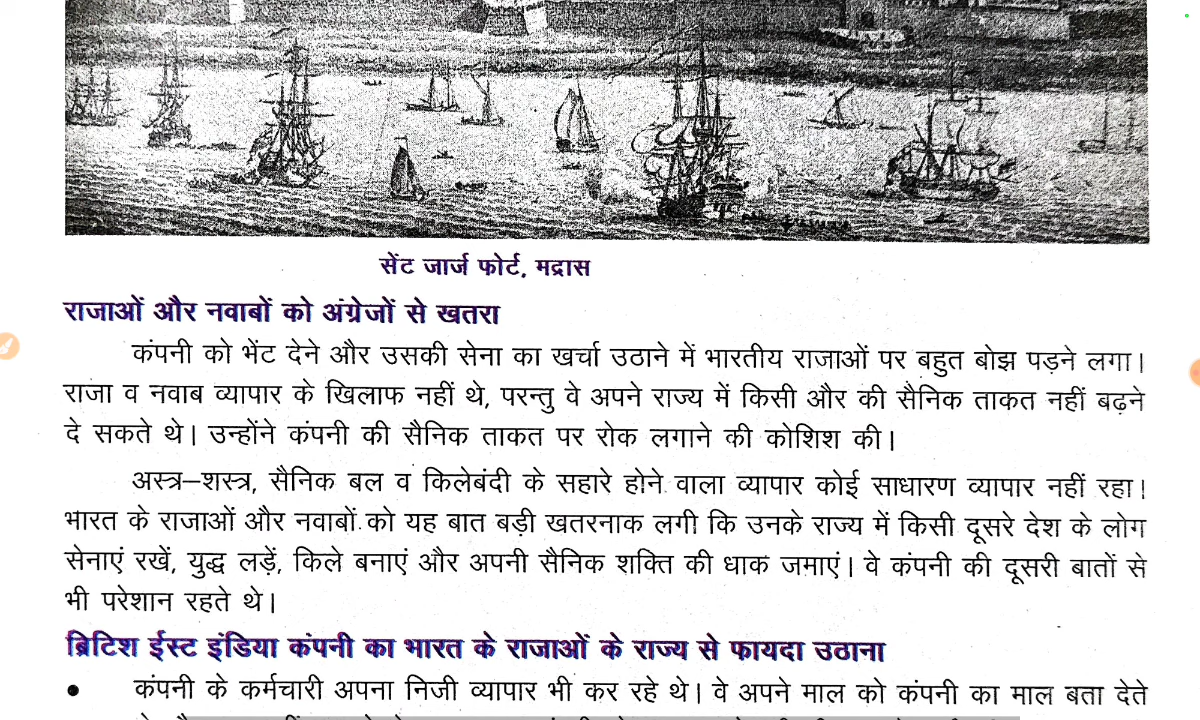 सेंट जार्ज फोर्ट, मद्रास
राजाओं और नवाबों को अंग्रेजों से खतरा
कंपनी को भेंट देने और उसकी सेना का खर्चा उठाने में भारतीय राजाओं पर बहुत बोझ पड़ने लगा।
राजा व नवाब व्यापार के खिलाफ नहीं थे, परन्तु वे अपने राज्य में किसी और की सैनिक ताकत नहीं बढ़ने
दे सकते थे। उन्होंने कंपनी की सैनिक ताकत पर रोक लगाने की कोशिश की।
अस्त्र–शस्त्र, सैनिक बल व किलेबंदी के सहारे होने वाला व्यापार कोई साधारण व्यापार नहीं रहा।
भारत के राजाओं और नवाबों को यह बात बड़ी खतरनाक लगी कि उनके राज्य में किसी दूसरे देश के लोग
सेनाएं रखें, युद्ध लड़ें, किले बनाएं और अपनी सैनिक शक्ति की धाक जमाएं। वे कंपनी की दूसरी बातों से
भी परेशान रहते थे।
ब्रिटिश ईस्ट इंडिया कंपनी का भारत के राजाओं के राज्य से फायदा उठाना
• कंपनी के कर्मचारी अपना निजी व्यापार भी कर रहे थे। वे अपने माल को कंपनी का माल बता देते